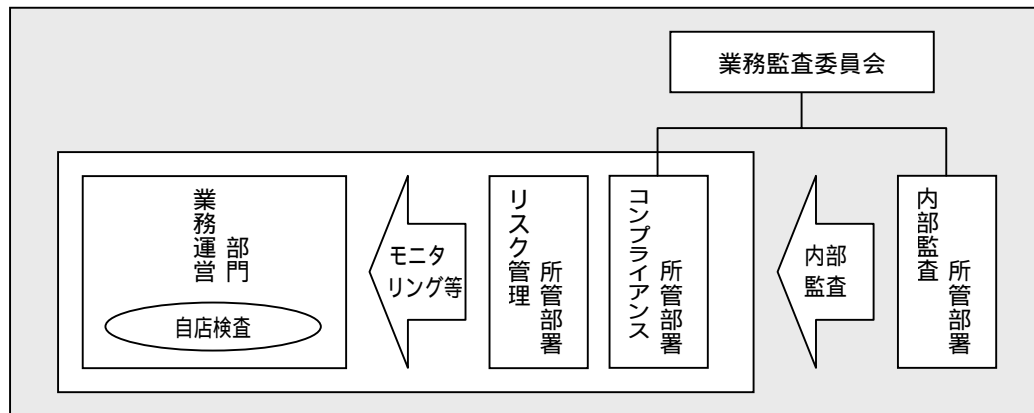 業務監査委員会
業務運営
部門
自店検査
モニタ
リング等
リスク管理
所管部署
コンプライアンス
所管部署
内部
監査
内部監査
所管部署